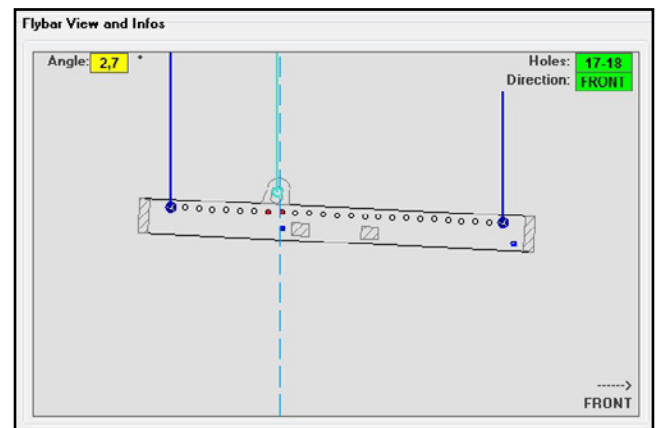 Flybar View and Infos
Angle: 2,7 °
Holes: 17-18
Direction: FRONT
------>
FRONT